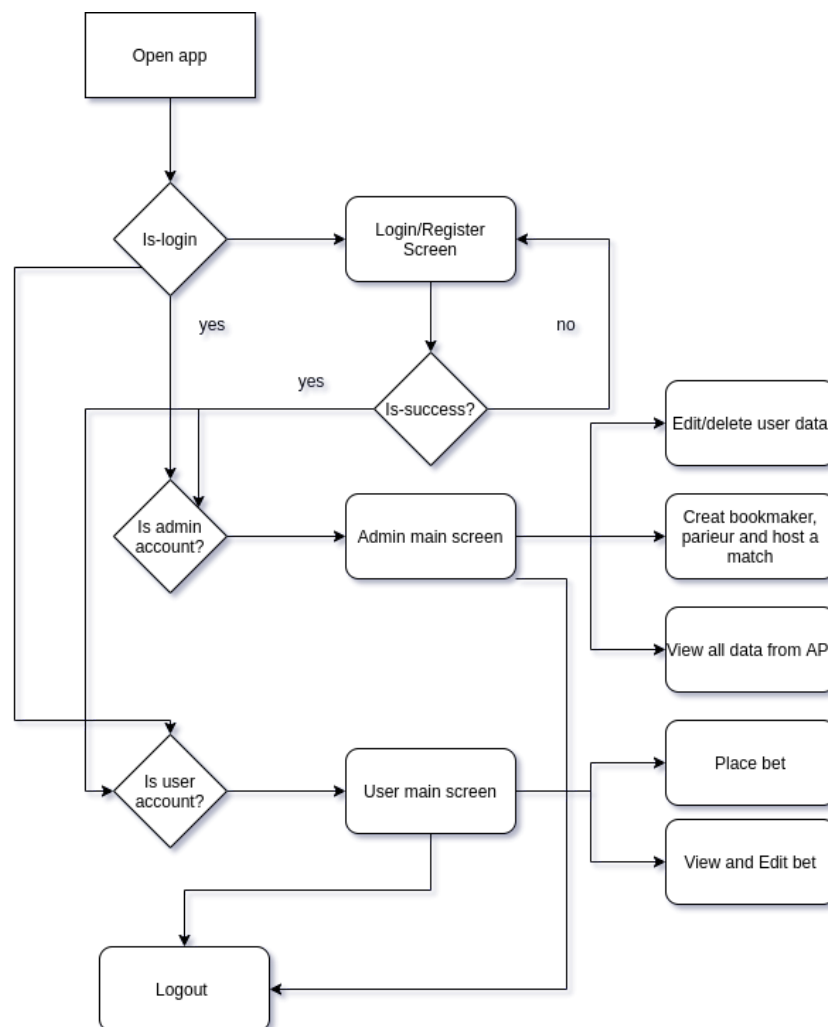 Open app
Is-login
Login/Register
Screen
yes
no
yes
Is-success?
Edit/delete user data
Is admin
account?
Admin main screen
Creat bookmaker,
parieur and host a
match
View all data from AP
Is user
account?
User main screen
Place bet
View and Edit bet
Logout